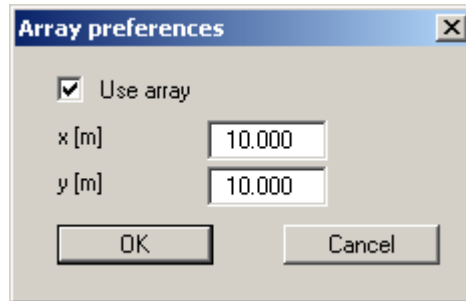 Array preferences
Use array
x [m] 10.000
y [m] 10.000
OK Cancel